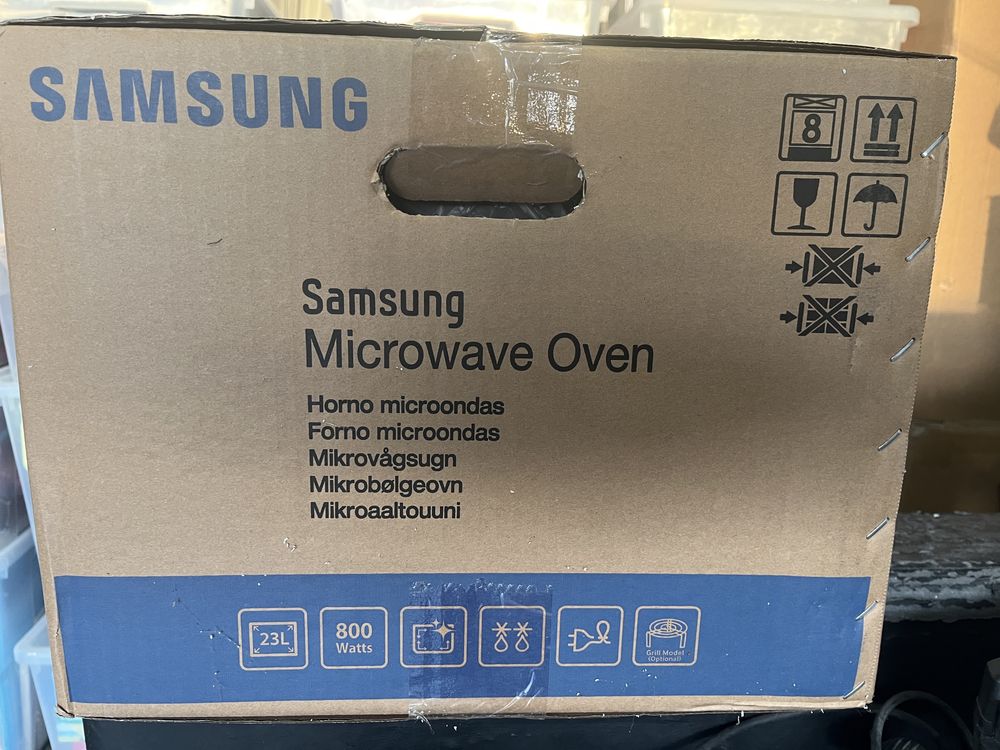 SAMSUNG
8
Samsung
Microwave Oven
Horno microondas
Forno microondas
Mikrovågsugn
Mikrobølgeovn
Mikroaaltouuni
23L
800
Watts
Grill Model
(Optional)